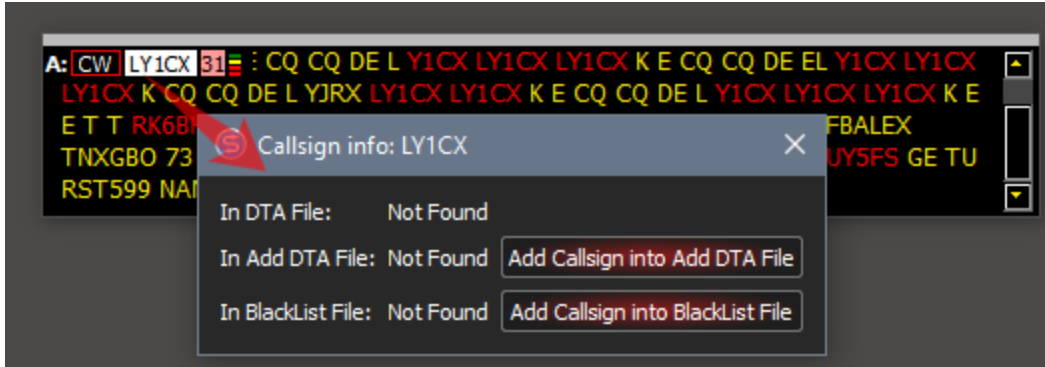 A: CW LY1CX 31 E CQ CQ DE L Y1CX LY1CX LY1CX K E CQ CQ DE EL Y1CX LY1CX
LY1CX K CQ CQ DE L YJRX LY1CX LY1CX K E CQ CQ DE L Y1CX LY1CX LY1CX K E
E T T FBALEX
TNXGBO 73 UY5FS GE TU
RST599
Callsign info: LY1CX
In DTA File: Not Found
In Add DTA File: Not Found Add Callsign into Add DTA File
In BlackList File: Not Found Add Callsign into BlackList File